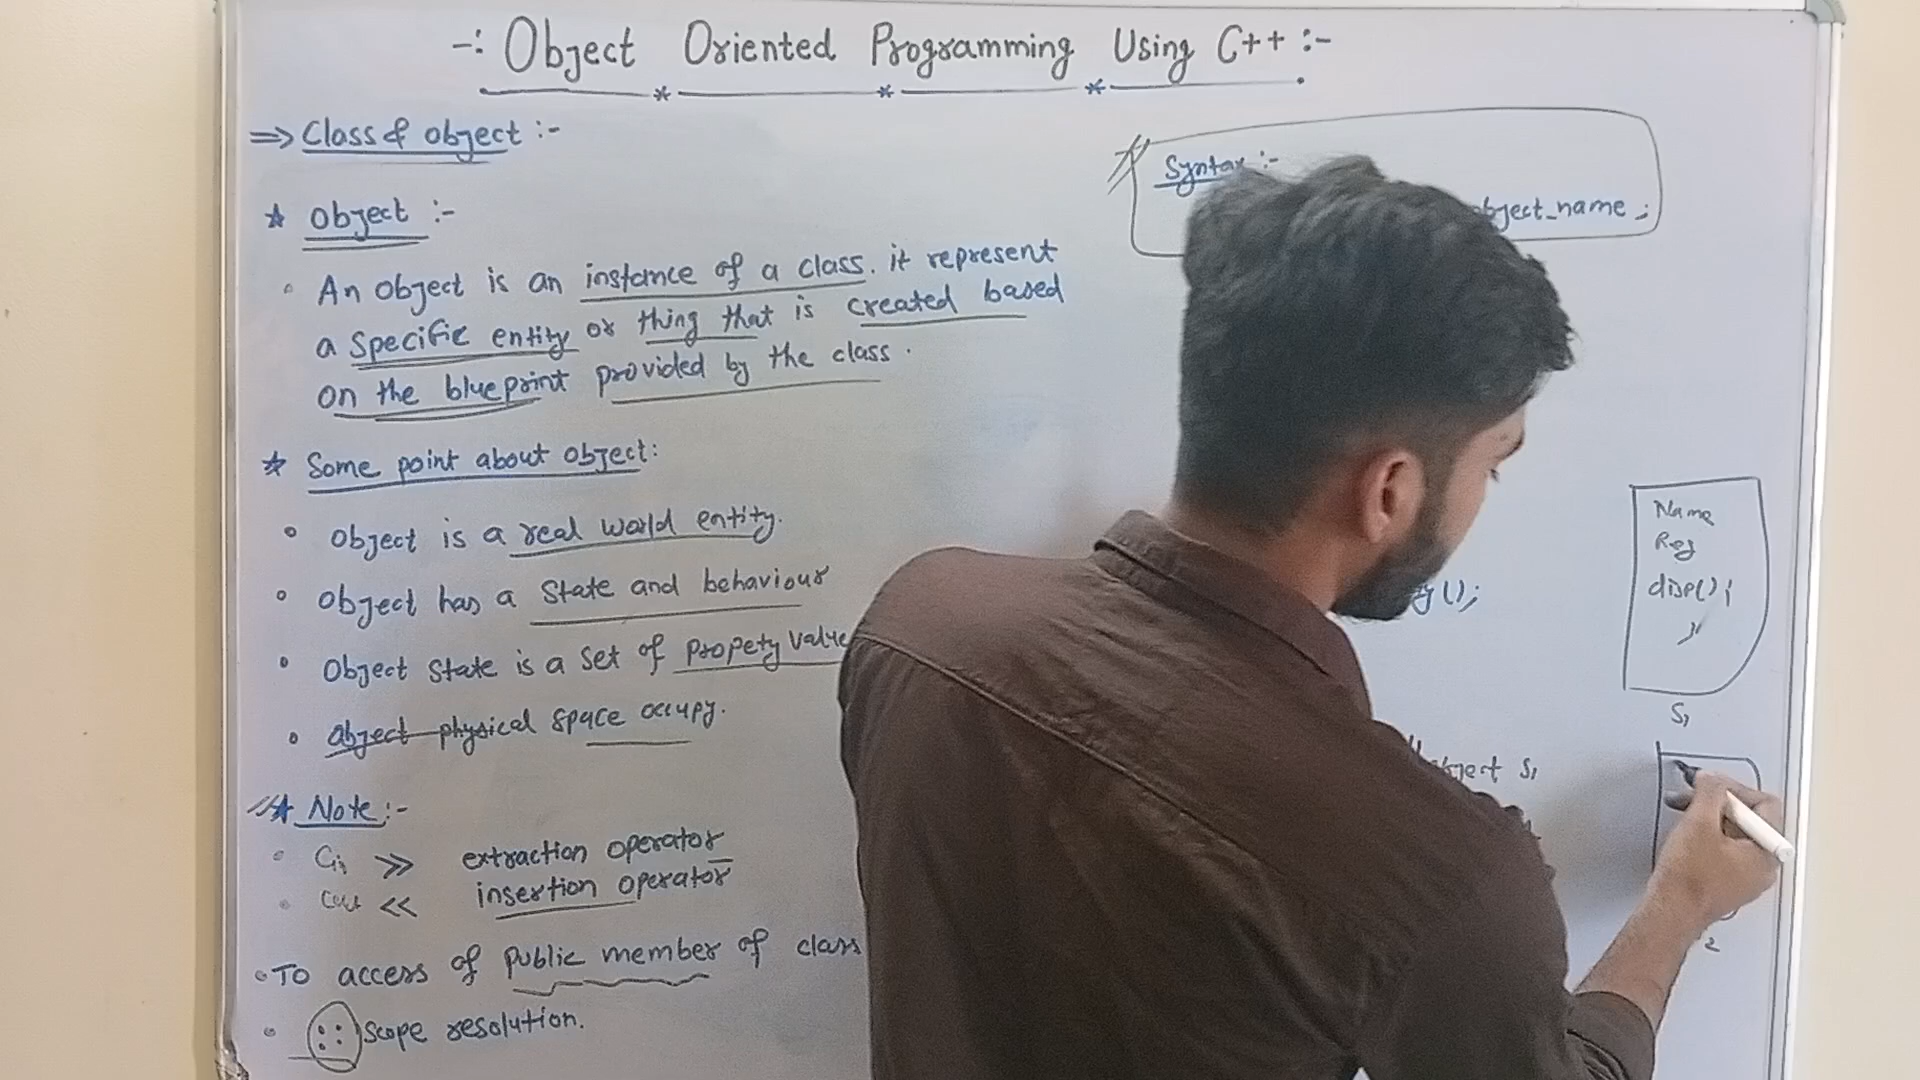 -: Object Oriented Programming Using C++ :-
=> Class & object :-
* Object :-
An object is an instance of a class. it represent
a specific entity or thing that is created based
on the blueprint provided by the class.
* Some point about object:
Object is a real world entity.
Object has a state and behaviour
Object state is a set of propety value
Object physical space occupy.
* Note :-
Cin >> extraction operator
Cout << insertion operator
To access of public member of class
:: scope resolution.
Syntax :-
object_name ;
();
object S1
Name
Reg
disp();
S1
2